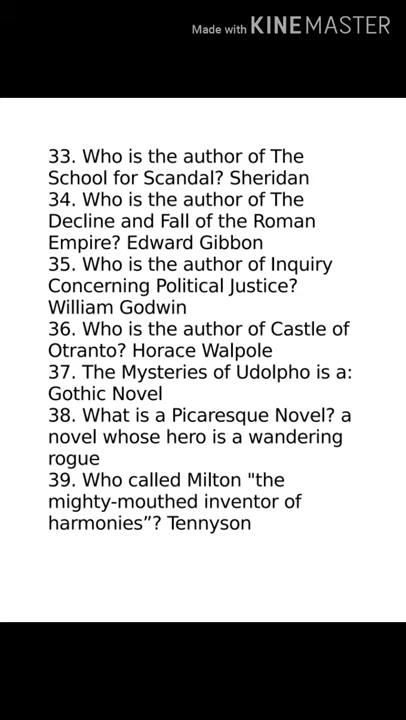 Made with KINEMASTER
33. Who is the author of The
School for Scandal? Sheridan
34. Who is the author of The
Decline and Fall of the Roman
Empire? Edward Gibbon
35. Who is the author of Inquiry
Concerning Political Justice?
William Godwin
36. Who is the author of Castle of
Otranto? Horace Walpole
37. The Mysteries of Udolpho is a:
Gothic Novel
38. What is a Picaresque Novel? a
novel whose hero is a wandering
rogue
39. Who called Milton "the
mighty-mouthed inventor of
harmonies”? Tennyson